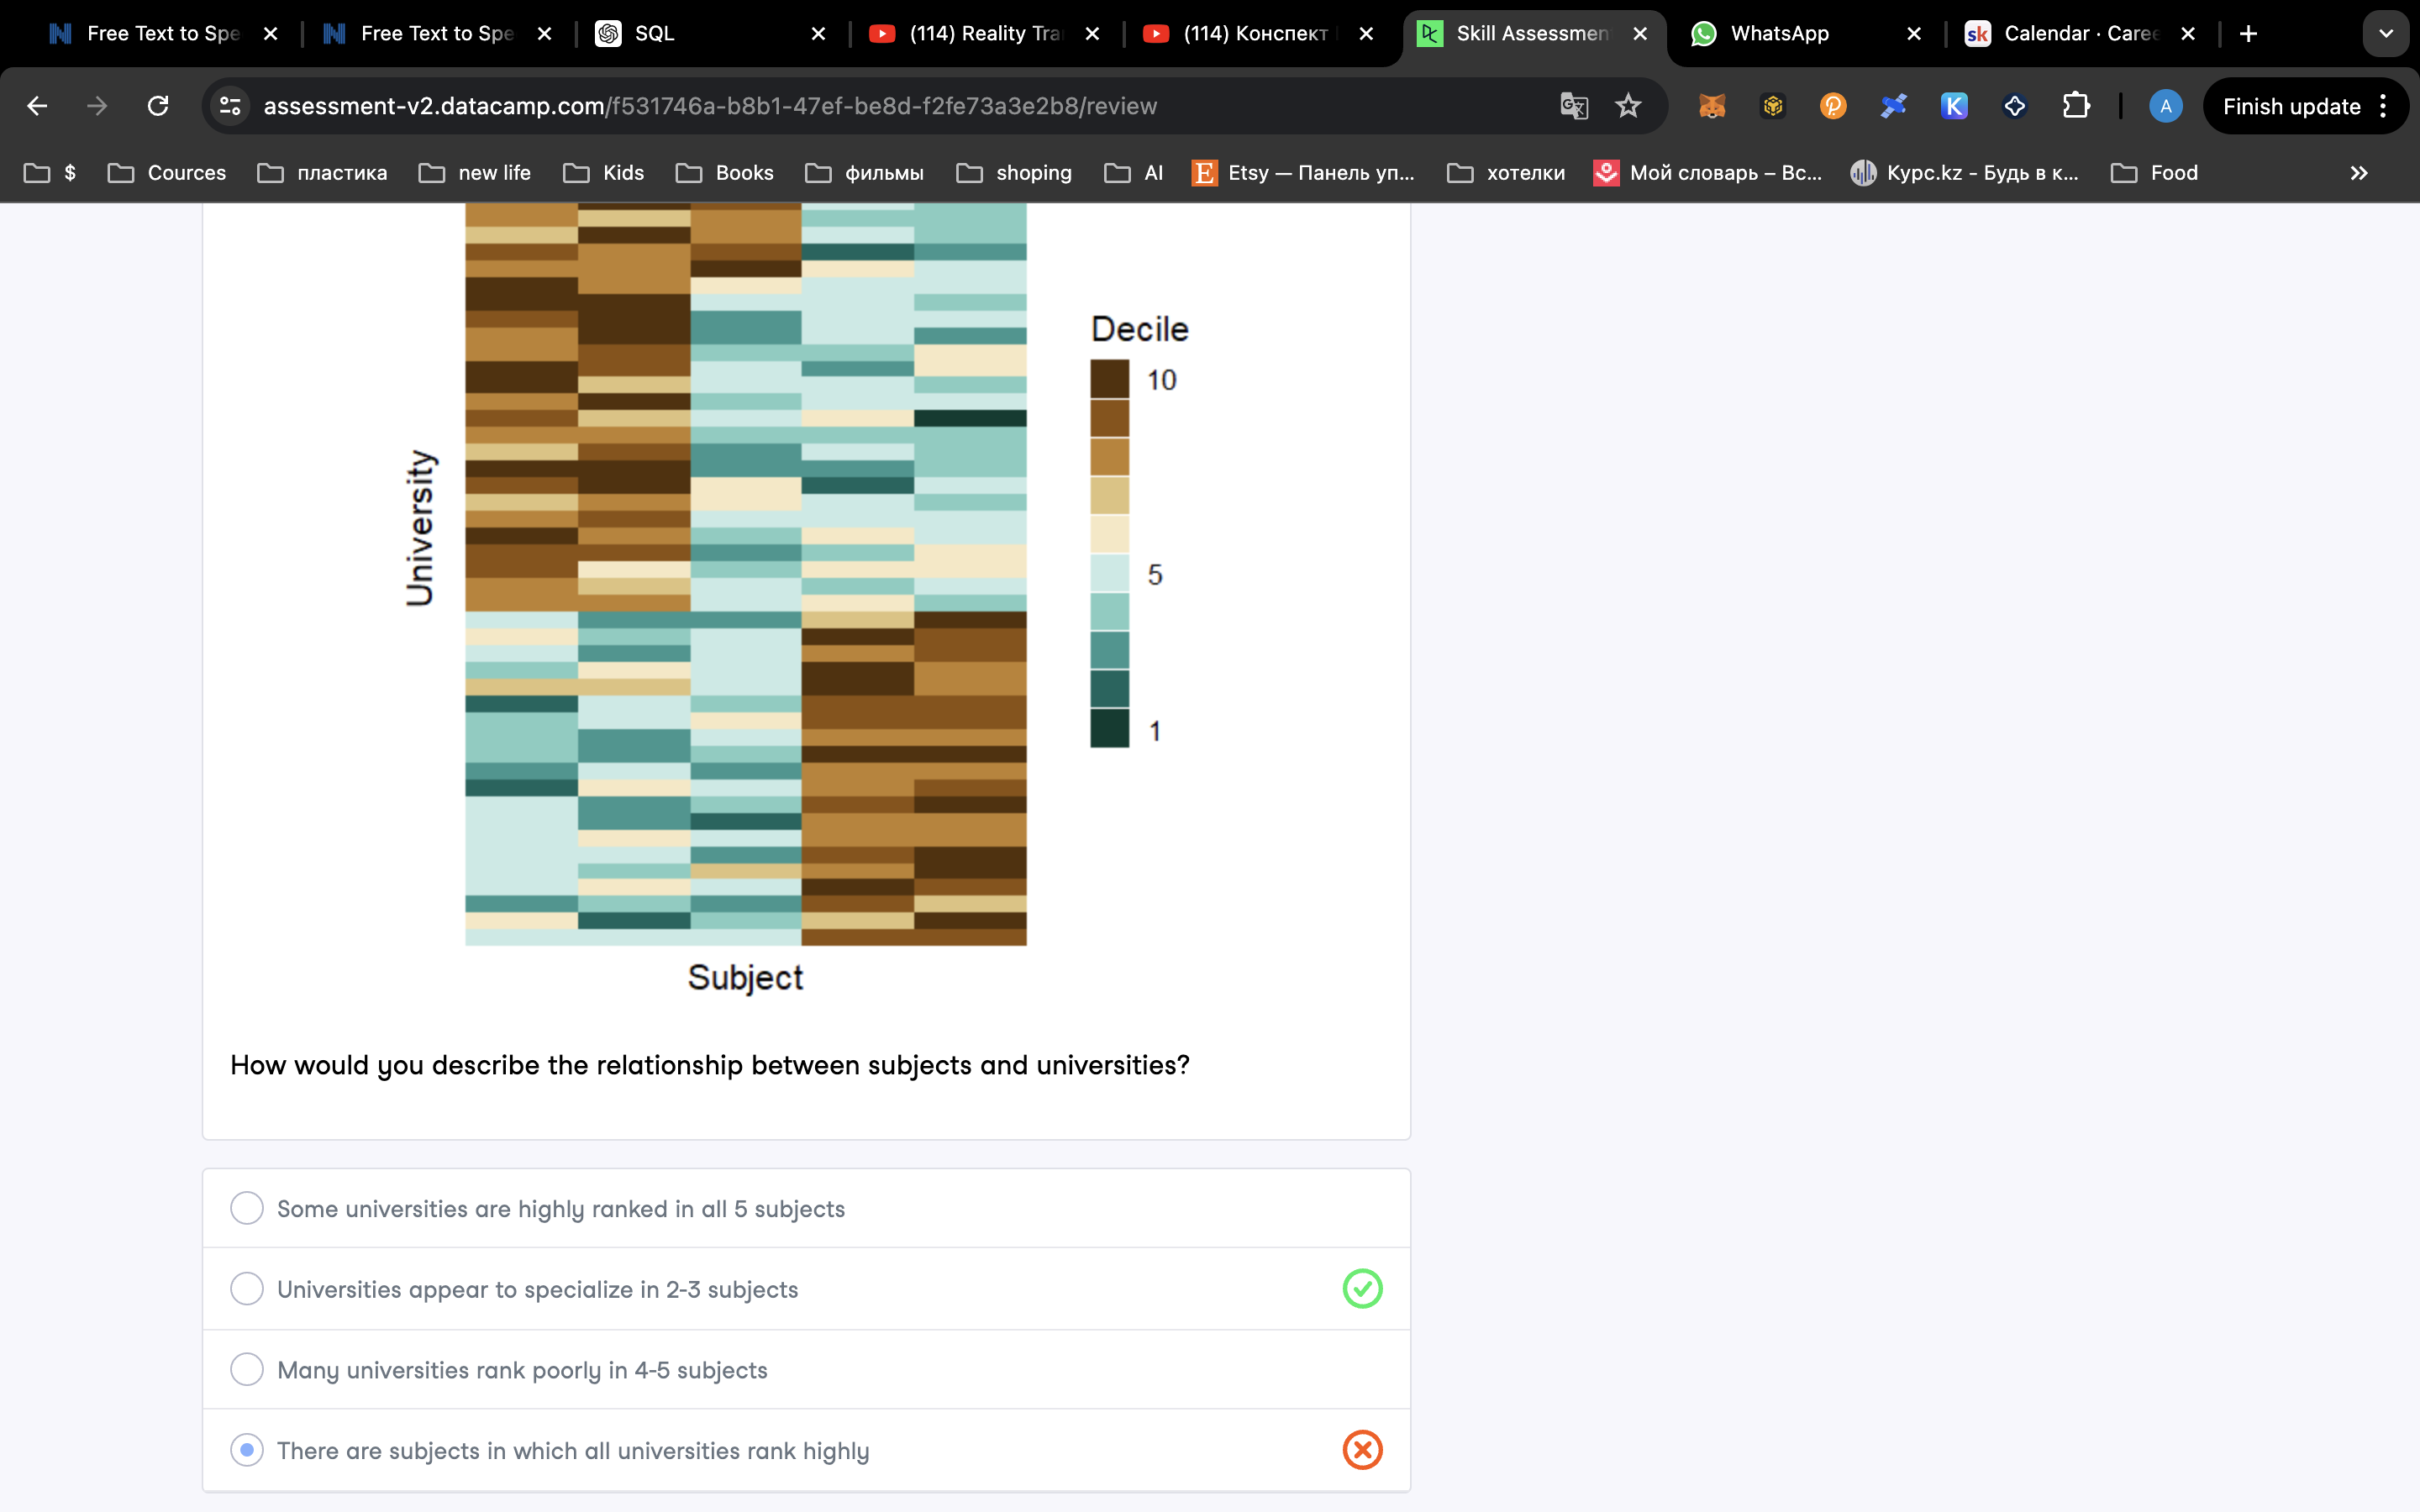 Free Text to Spe
Free Text to Spe
SQL
(114) Reality Tra
(114) Конспект
Skill Assessmen
WhatsApp
sk Calendar · Caree
assessment-v2.datacamp.com/f531746a-b8b1-47ef-be8d-f2fe73a3e2b8/review
K
A
Finish update
$
Cources
пластика
new life
Kids
Books
фильмы
shoping
AI
E Etsy — Панель уп...
хотелки
Мой словарь – Вс...
Курс.kz - Будь в к...
Food
University
Decile
10
5
1
Subject
How would you describe the relationship between subjects and universities?
Some universities are highly ranked in all 5 subjects
Universities appear to specialize in 2-3 subjects
Many universities rank poorly in 4-5 subjects
There are subjects in which all universities rank highly